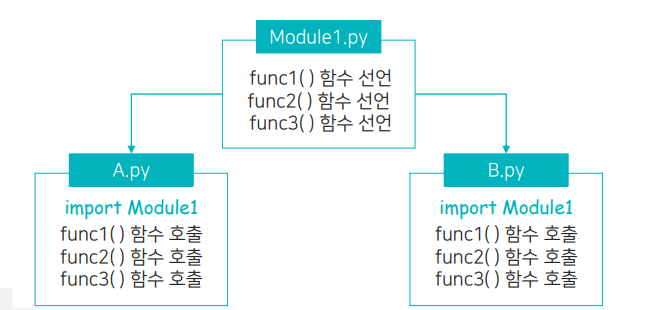 Module1.py
func1( ) 함수 선언
func2( ) 함수 선언
func3( ) 함수 선언
A.py
import Module1
func1( ) 함수 호출
func2( ) 함수 호출
func3( ) 함수 호출
B.py
import Module1
func1( ) 함수 호출
func2( ) 함수 호출
func3( ) 함수 호출